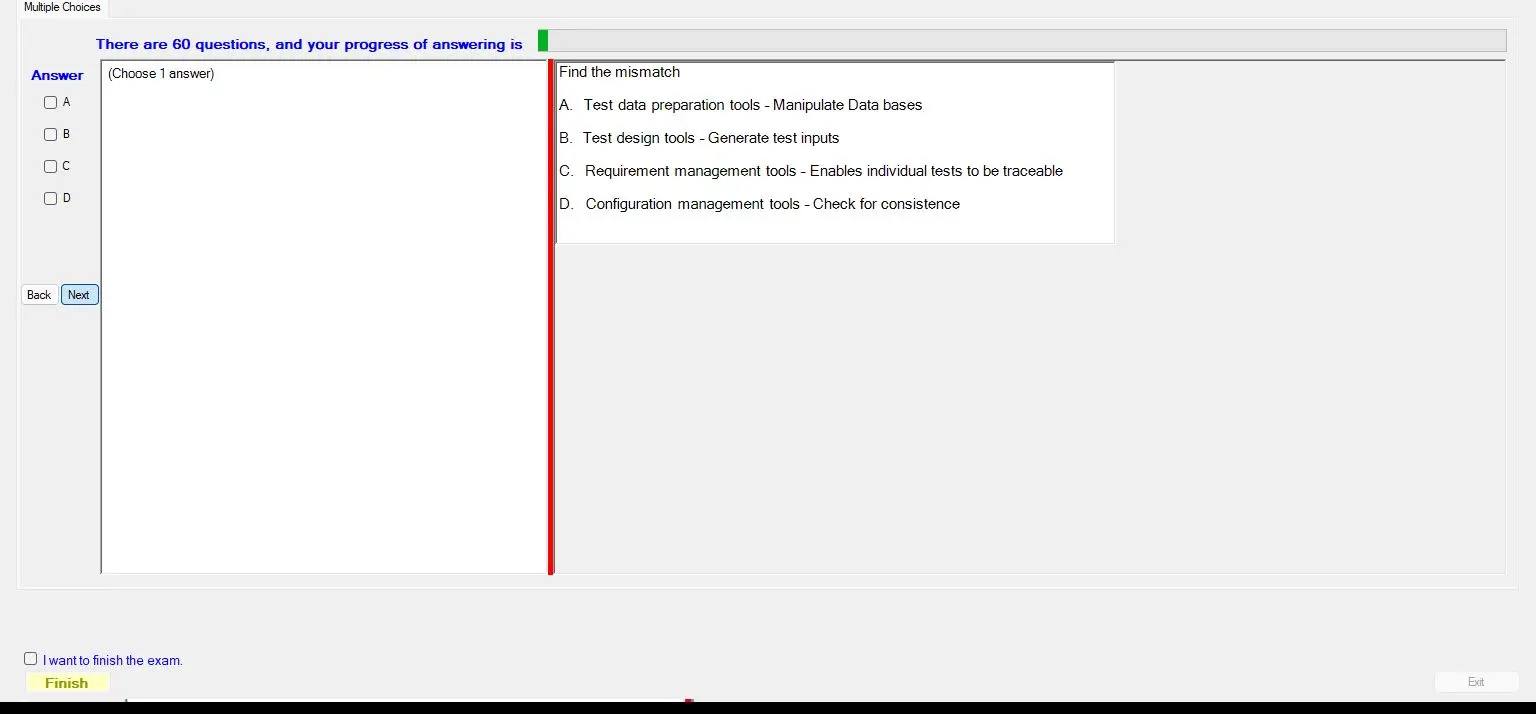 Multiple Choices
There are 60 questions, and your progress of answering is
Answer
A
B
C
D
Back Next
(Choose 1 answer)
Find the mismatch
A. Test data preparation tools - Manipulate Data bases
B. Test design tools - Generate test inputs
C. Requirement management tools - Enables individual tests to be traceable
D. Configuration management tools - Check for consistence
I want to finish the exam.
Finish
Exit